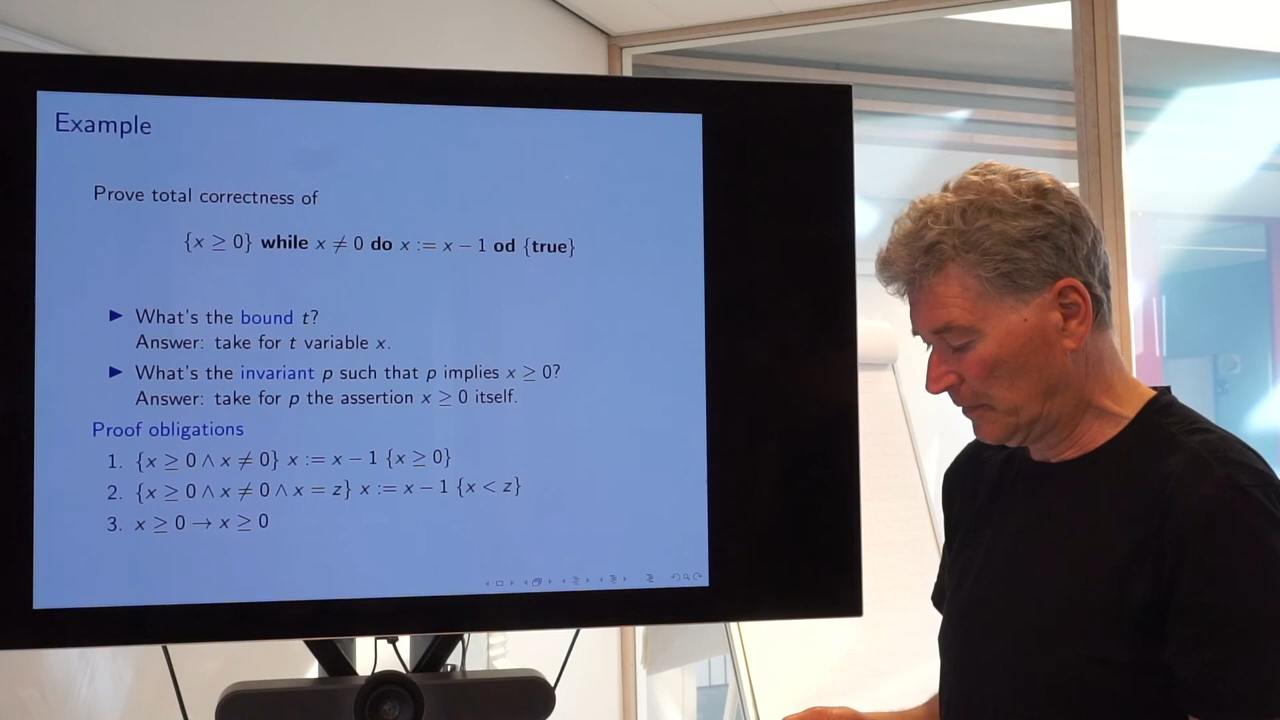 Example
Prove total correctness of
{x ≥ 0} while x ≠ 0 do x := x − 1 od {true}
▶ What's the bound t?
Answer: take for t variable x.
▶ What's the invariant p such that p implies x ≥ 0?
Answer: take for p the assertion x ≥ 0 itself.
Proof obligations
1. {x ≥ 0 ∧ x ≠ 0} x := x − 1 {x ≥ 0}
2. {x ≥ 0 ∧ x ≠ 0 ∧ x = z} x := x − 1 {x < z}
3. x ≥ 0 → x ≥ 0